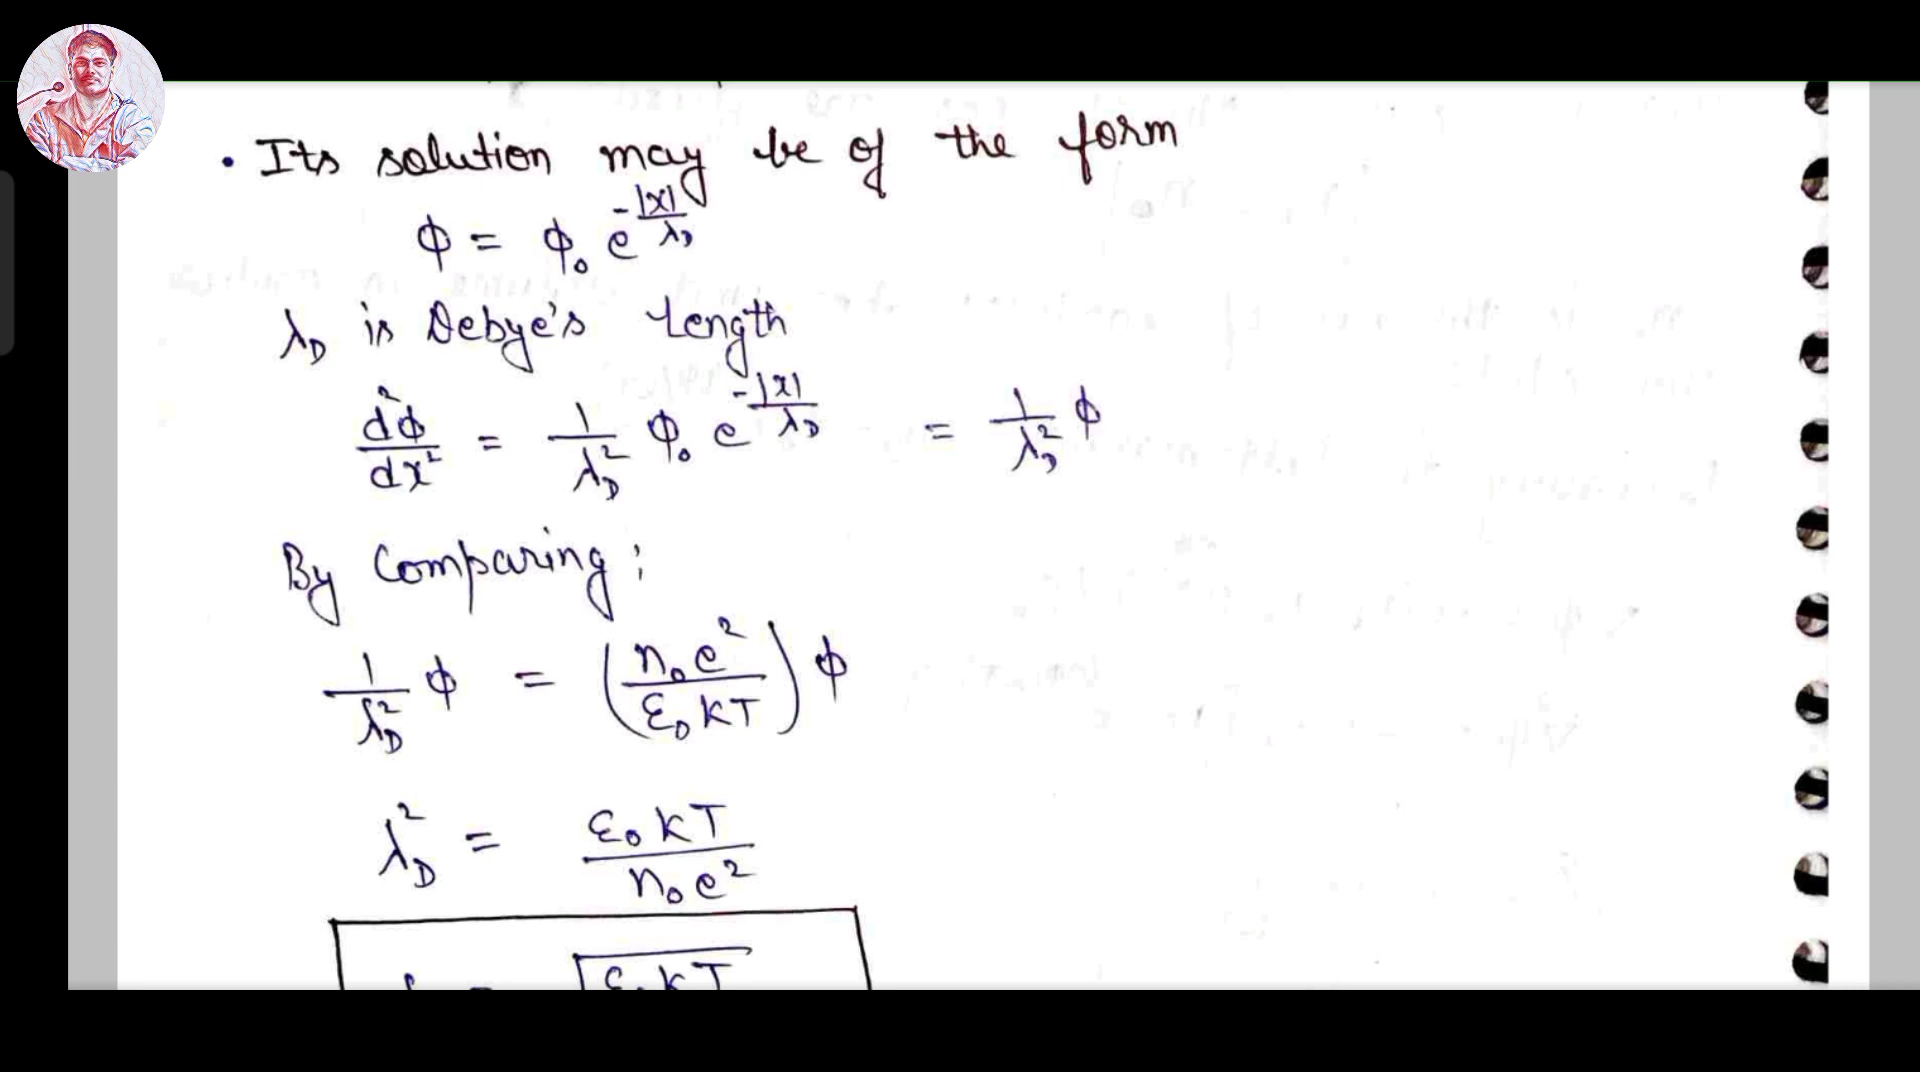 • Its solution may be of the form
ϕ = ϕ₀ e^(-|x|/λ_D)
λ_D is Debye's Length
d²ϕ/dx² = 1/λ_D² ϕ₀ e^(-|x|/λ_D) = 1/λ_D² ϕ
By Comparing :
1/λ_D² ϕ = (n₀e²/ε₀KT) ϕ
λ_D² = ε₀KT/n₀e²